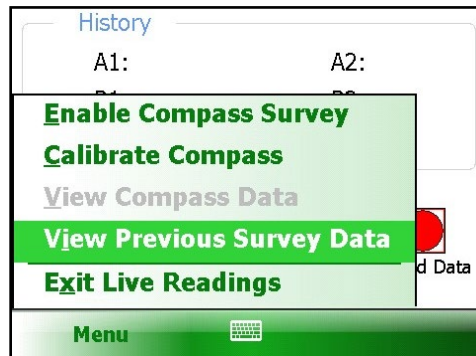 History
A1: A2:
Enable Compass Survey
Calibrate Compass
View Compass Data
View Previous Survey Data
d Data
Exit Live Readings
Menu